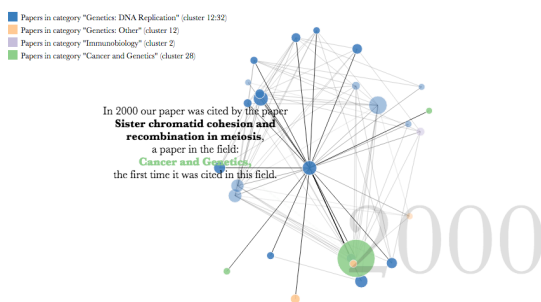 Papers in category "Genetics: DNA Replication" (cluster 12:32)
Papers in category "Genetics: Other" (cluster 12)
Papers in category "Immunobiology" (cluster 2)
Papers in category "Cancer and Genetics" (cluster 28)
In 2000 our paper was cited by the paper
Sister chromatid cohesion and
recombination in meiosis,
a paper in the field:
Cancer and Genetics,
the first time it was cited in this field.
2000